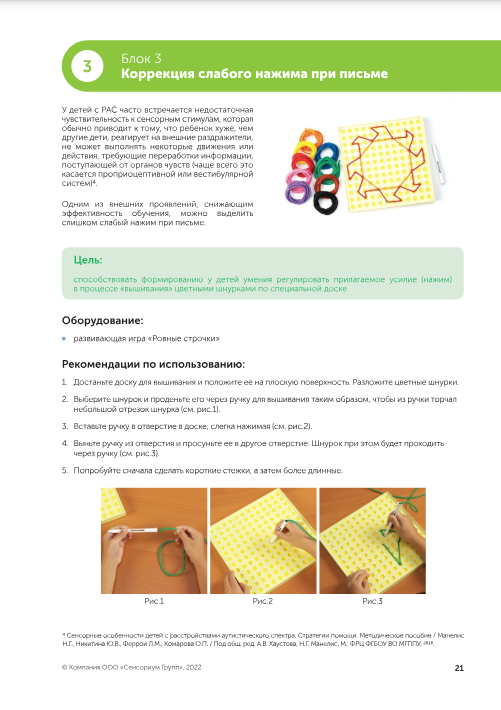 3
Блок 3
Коррекция слабого нажима при письме
У детей с РАС часто встречается недостаточная
чувствительность к сенсорным стимулам, которая
обычно приводит к тому, что ребенок хуже, чем
другие дети, реагирует на внешние раздражители,
не может выполнять некоторые движения или
действия, требующие переработки информации,
поступающей от органов чувств (чаще всего это
касается проприоцептивной или вестибулярной
систем)⁴.
Одним из внешних проявлений, снижающим
эффективность обучения, можно выделить
слишком слабый нажим при письме.
Цель:
способствовать формированию у детей умения регулировать прилагаемое усилие (нажим)
в процессе «вышивания» цветными шнурками по специальной доске
Оборудование:
развивающая игра «Ровные строчки»
Рекомендации по использованию:
1. Достаньте доску для вышивания и положите ее на плоскую поверхность. Разложите цветные шнурки.
2. Выберите шнурок и проденьте его через ручку для вышивания таким образом, чтобы из ручки торчал
небольшой отрезок шнурка (см. рис.1).
3. Вставьте ручку в отверстие в доске, слегка нажимая (см. рис.2).
4. Выньте ручку из отверстия и просуньте ее в другое отверстие. Шнурок при этом будет проходить
через ручку (см. рис.3).
5. Попробуйте сначала сделать короткие стежки, а затем более длинные.
Рис.1 Рис.2 Рис.3
⁴ Сенсорные особенности детей с расстройствами аутистического спектра. Стратегии помощи. Методическое пособие / Манелис
Н.Г., Никитина Ю.В., Феррои Л.М., Комарова О.П. / Под общ. ред. А.В. Хаустова, Н.Г. Манелис. М.: ФРЦ ФГБОУ ВО МГППУ, 2018.
© Компания ООО «Сенсориум Групп», 2022
21